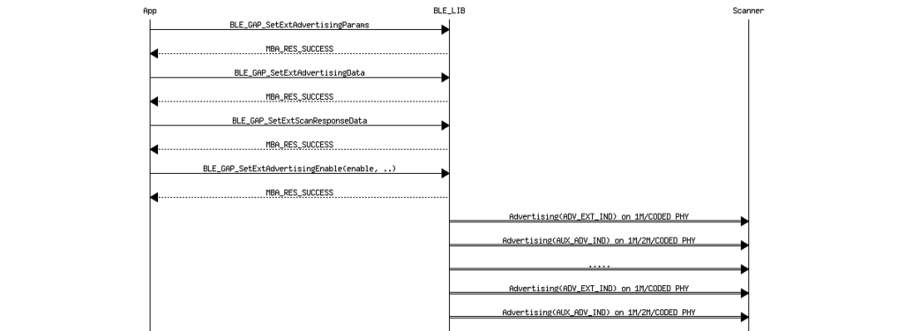 App BLE_LIB Scanner
BLE_GAP_SetExtAdvertisingParams
MBA_RES_SUCCESS
BLE_GAP_SetExtAdvertisingData
MBA_RES_SUCCESS
BLE_GAP_SetExtScanResponseData
MBA_RES_SUCCESS
BLE_GAP_SetExtAdvertisingEnable(enable, ..)
MBA_RES_SUCCESS
Advertising(ADV_EXT_IND) on 1M/CODED PHY
Advertising(AUX_ADV_IND) on 1M/2M/CODED PHY
.....
Advertising(ADV_EXT_IND) on 1M/CODED PHY
Advertising(AUX_ADV_IND) on 1M/2M/CODED PHY